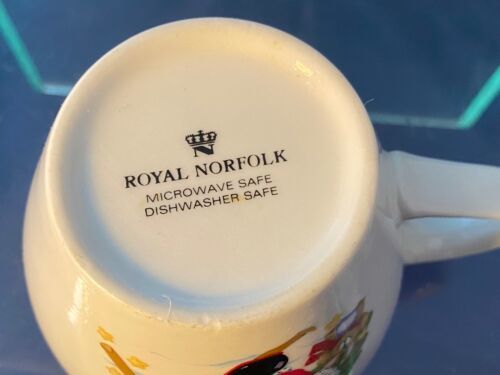 N
ROYAL NORFOLK
MICROWAVE SAFE
DISHWASHER SAFE